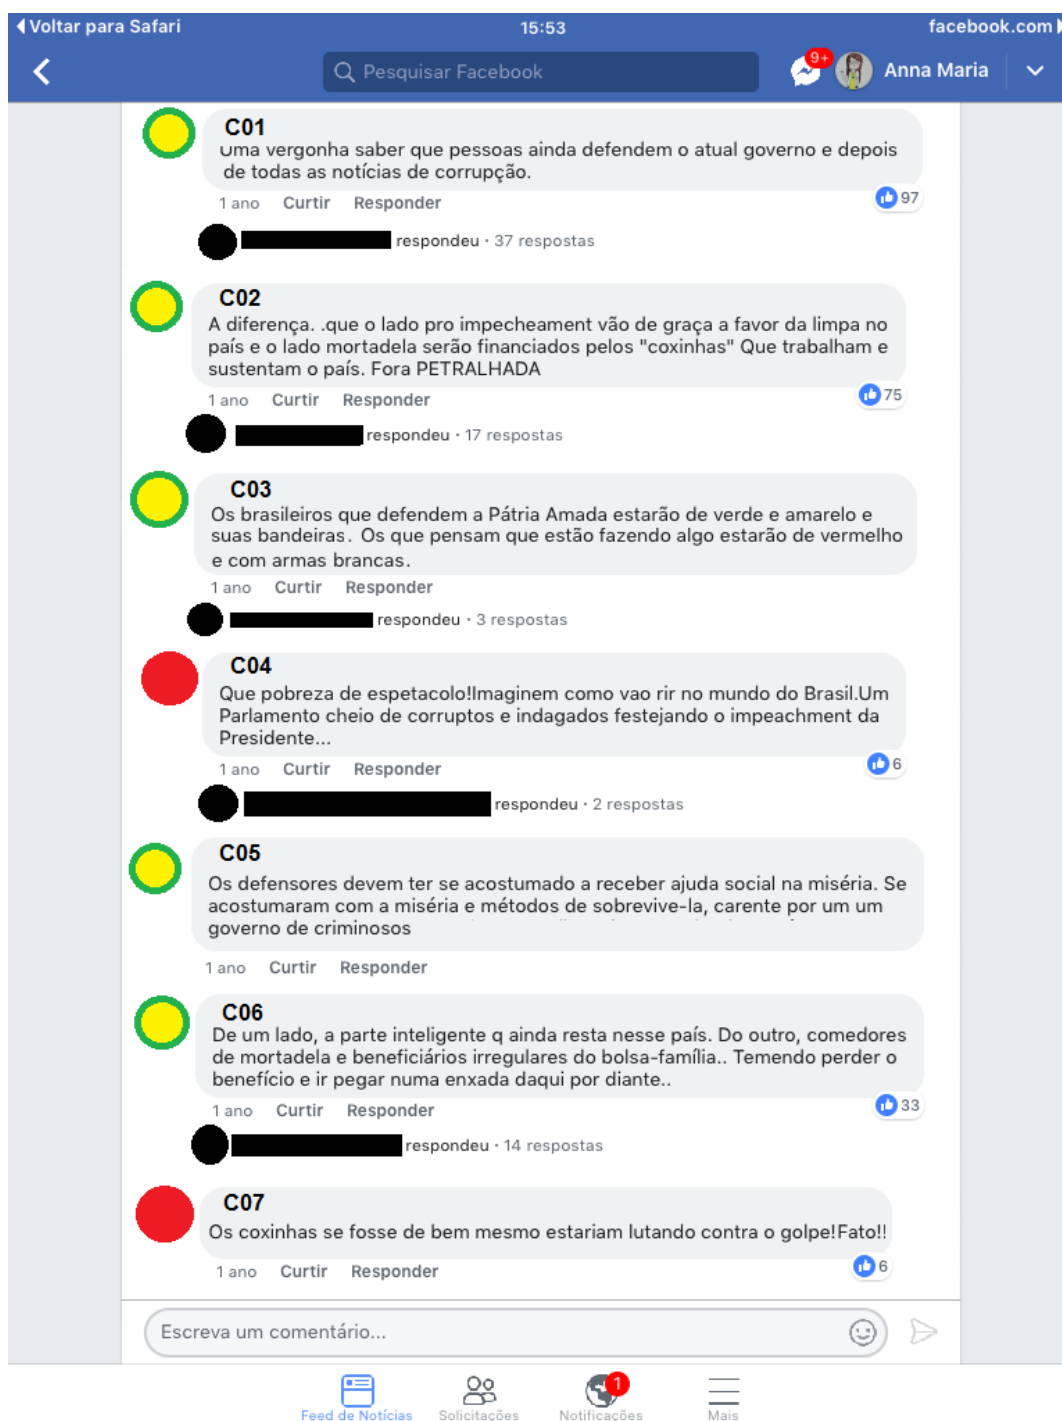 Voltar para Safari 15:53 facebook.com
Pesquisar Facebook 9+ Anna Maria
C01
Uma vergonha saber que pessoas ainda defendem o atual governo e depois
de todas as notícias de corrupção.
1 ano Curtir Responder 97
respondeu · 37 respostas
C02
A diferença. .que o lado pro impecheament vão de graça a favor da limpa no
país e o lado mortadela serão financiados pelos "coxinhas" Que trabalham e
sustentam o país. Fora PETRALHADA
1 ano Curtir Responder 75
respondeu · 17 respostas
C03
Os brasileiros que defendem a Pátria Amada estarão de verde e amarelo e
suas bandeiras. Os que pensam que estão fazendo algo estarão de vermelho
e com armas brancas.
1 ano Curtir Responder
respondeu · 3 respostas
C04
Que pobreza de espetacolo!Imaginem como vao rir no mundo do Brasil.Um
Parlamento cheio de corruptos e indagados festejando o impeachment da
Presidente...
1 ano Curtir Responder 6
respondeu · 2 respostas
C05
Os defensores devem ter se acostumado a receber ajuda social na miséria. Se
acostumaram com a miséria e métodos de sobrevive-la, carente por um um
governo de criminosos
1 ano Curtir Responder
C06
De um lado, a parte inteligente q ainda resta nesse país. Do outro, comedores
de mortadela e beneficiários irregulares do bolsa-família.. Temendo perder o
benefício e ir pegar numa enxada daqui por diante..
1 ano Curtir Responder 33
respondeu · 14 respostas
C07
Os coxinhas se fosse de bem mesmo estariam lutando contra o golpe!Fato!!
1 ano Curtir Responder 6
Escreva um comentário...
1
Feed de Notícias Solicitações Notificações Mais